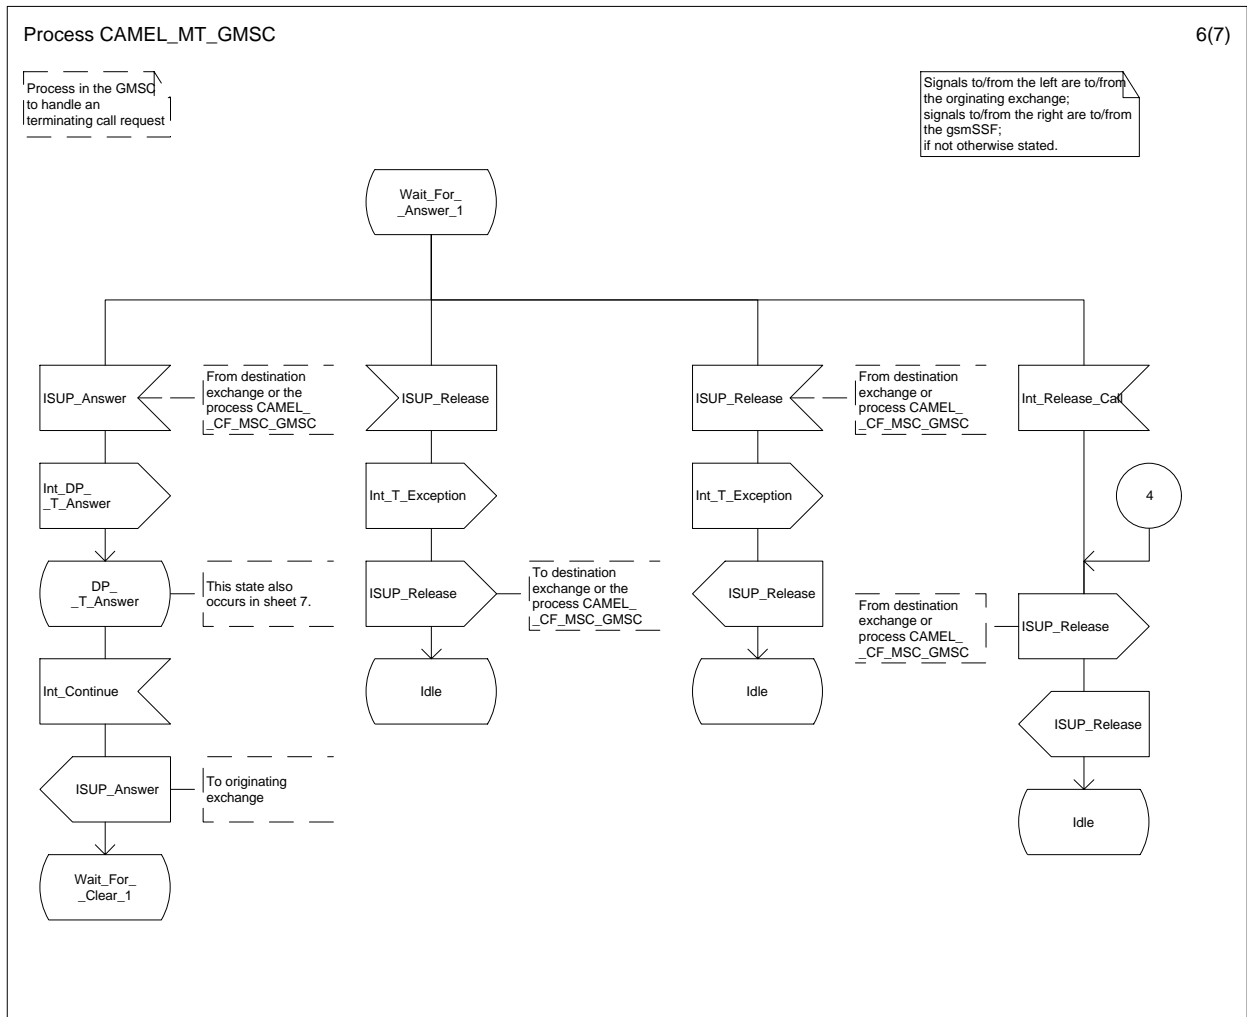 Process CAMEL_MT_GMSC
6(7)
Process in the GMSC
to handle an
terminating call request
Signals to/from the left are to/from
the orginating exchange;
signals to/from the right are to/from
the gsmSSF;
if not otherwise stated.
Wait_For_
_Answer_1
ISUP_Answer
From destination
exchange or the
process CAMEL_
_CF_MSC_GMSC
ISUP_Release
ISUP_Release
From destination
exchange or
process CAMEL_
_CF_MSC_GMSC
Int_Release_Call
Int_DP_
_T_Answer
Int_T_Exception
Int_T_Exception
4
DP_
_T_Answer
This state also
occurs in sheet 7.
ISUP_Release
To destination
exchange or the
process CAMEL_
_CF_MSC_GMSC
ISUP_Release
From destination
exchange or
process CAMEL_
_CF_MSC_GMSC
ISUP_Release
Int_Continue
Idle
Idle
ISUP_Release
ISUP_Answer
To originating
exchange
Idle
Wait_For_
_Clear_1